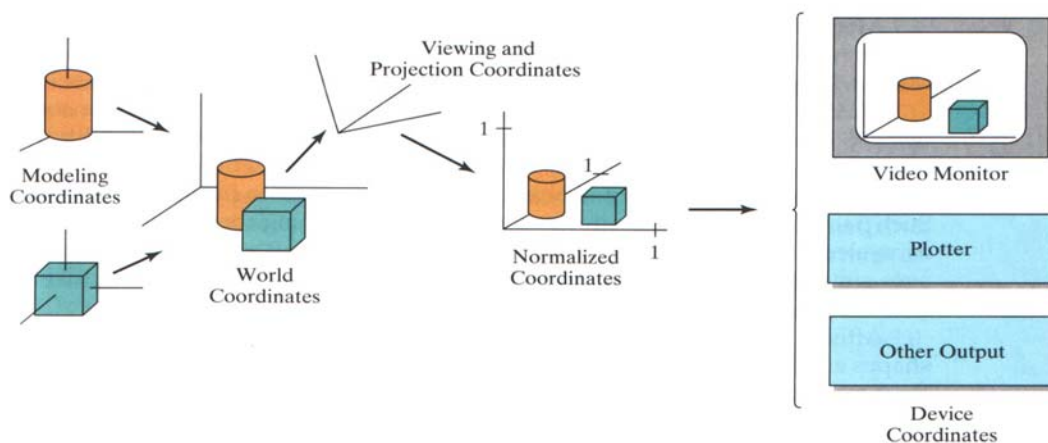 Viewing and
Projection Coordinates
Modeling
Coordinates
World
Coordinates
1
1
1
Normalized
Coordinates
Video Monitor
Plotter
Other Output
Device
Coordinates